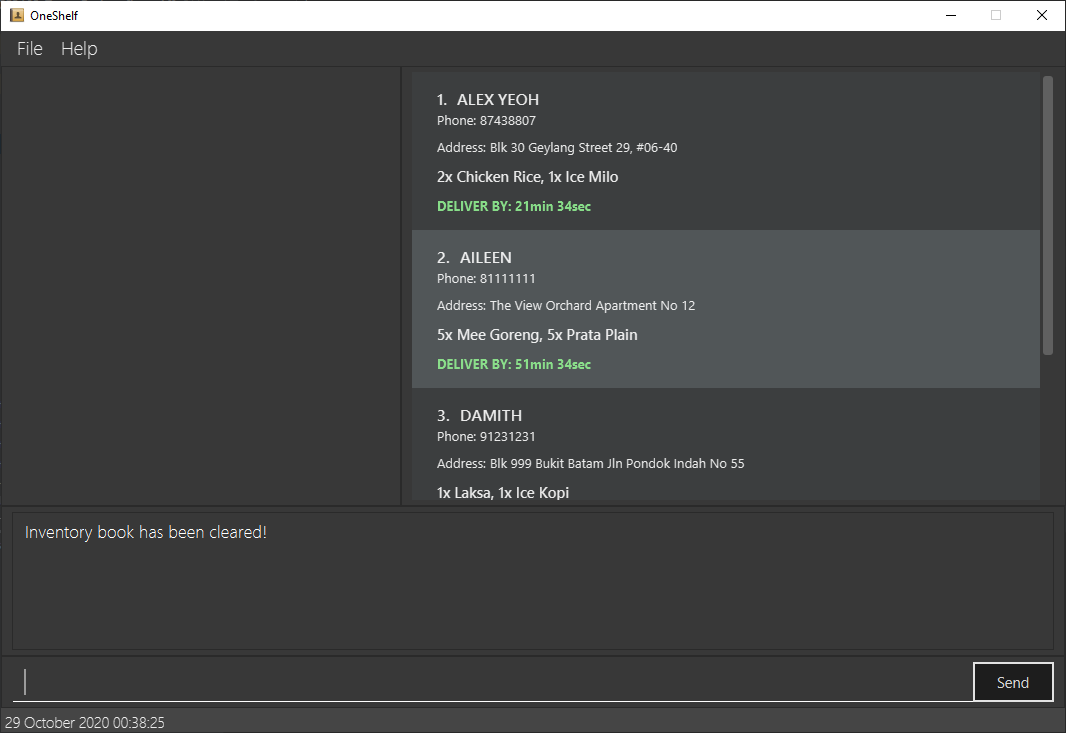 OneShelf
File Help
1. ALEX YEOH
Phone: 87438807
Address: Blk 30 Geylang Street 29, #06-40
2x Chicken Rice, 1x Ice Milo
DELIVER BY: 21min 34sec
2. AILEEN
Phone: 81111111
Address: The View Orchard Apartment No 12
5x Mee Goreng, 5x Prata Plain
DELIVER BY: 51min 34sec
3. DAMITH
Phone: 91231231
Address: Blk 999 Bukit Batam Jln Pondok Indah No 55
1x Laksa, 1x Ice Kopi
Inventory book has been cleared!
Send
29 October 2020 00:38:25